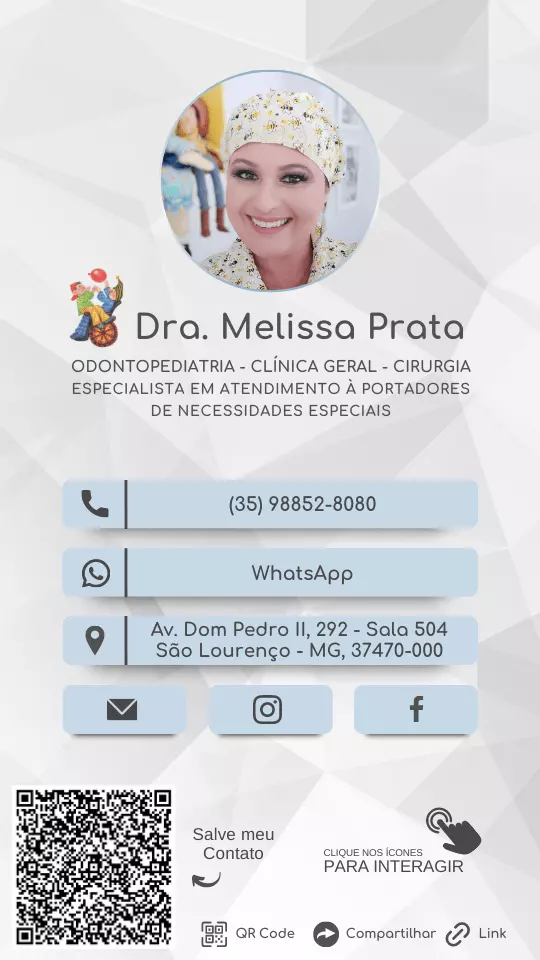 Dra. Melissa Prata
ODONTOPEDIATRIA - CLÍNICA GERAL - CIRURGIA
ESPECIALISTA EM ATENDIMENTO À PORTADORES
DE NECESSIDADES ESPECIAIS
(35) 98852-8080
WhatsApp
Av. Dom Pedro II, 292 - Sala 504
São Lourenço - MG, 37470-000
Salve meu
Contato
CLIQUE NOS ÍCONES
PARA INTERAGIR
QR Code
Compartilhar
Link